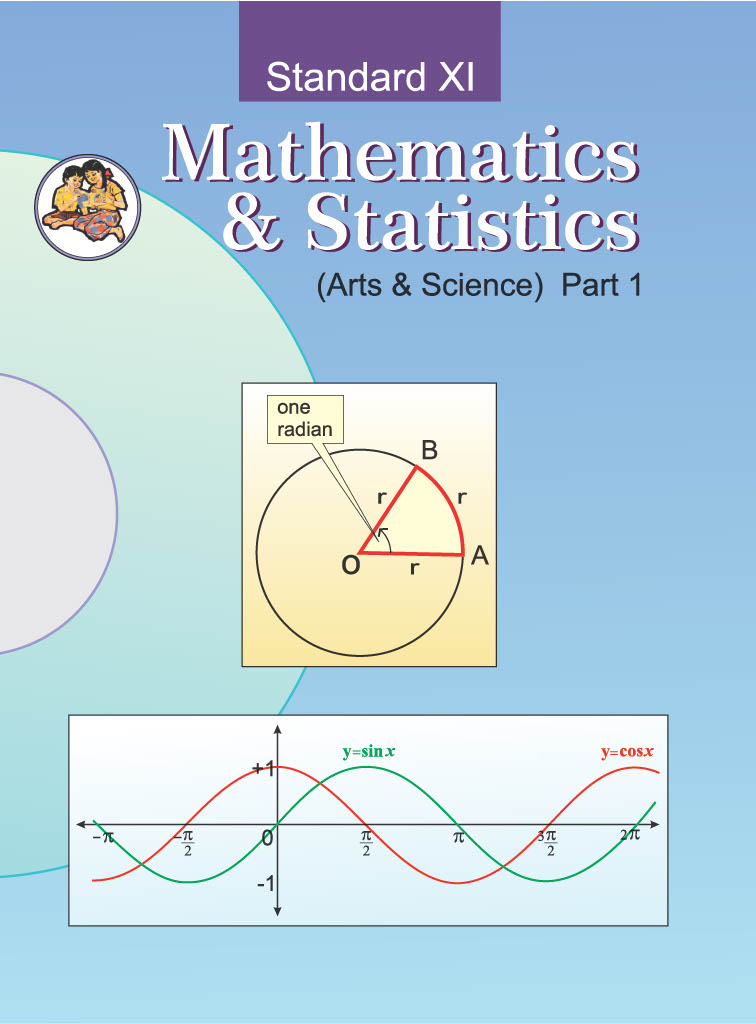 Standard XI
Mathematics
& Statistics
(Arts & Science) Part 1
one
radian
B
r
r
O
r
A
y=sin x
y=cos x
+1
−π
−π/2
0
π/2
π
3π/2
2π
-1